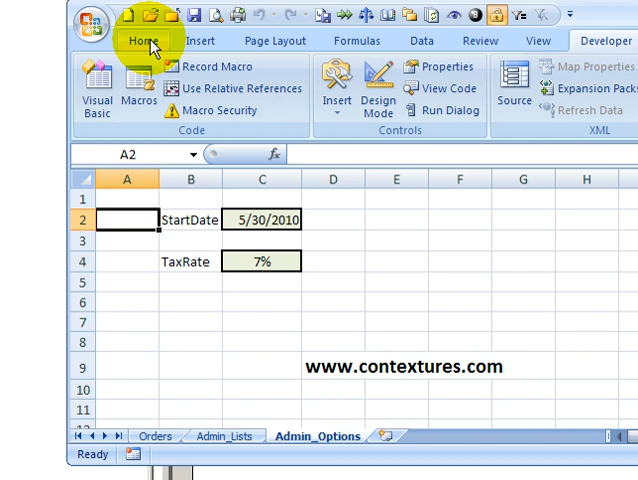 Home Insert Page Layout Formulas Data Review View Developer
Record Macro
Use Relative References
Macro Security
Visual Basic
Macros
Code
Insert
Design Mode
Properties
View Code
Run Dialog
Controls
Source
Map Properties
Expansion Packs
Refresh Data
XML
A2 fx
A B C D E F G H
1
2 StartDate 5/30/2010
3
4 TaxRate 7%
5
6
7
8
9 www.contextures.com
10
11
Orders Admin_Lists Admin_Options
Ready